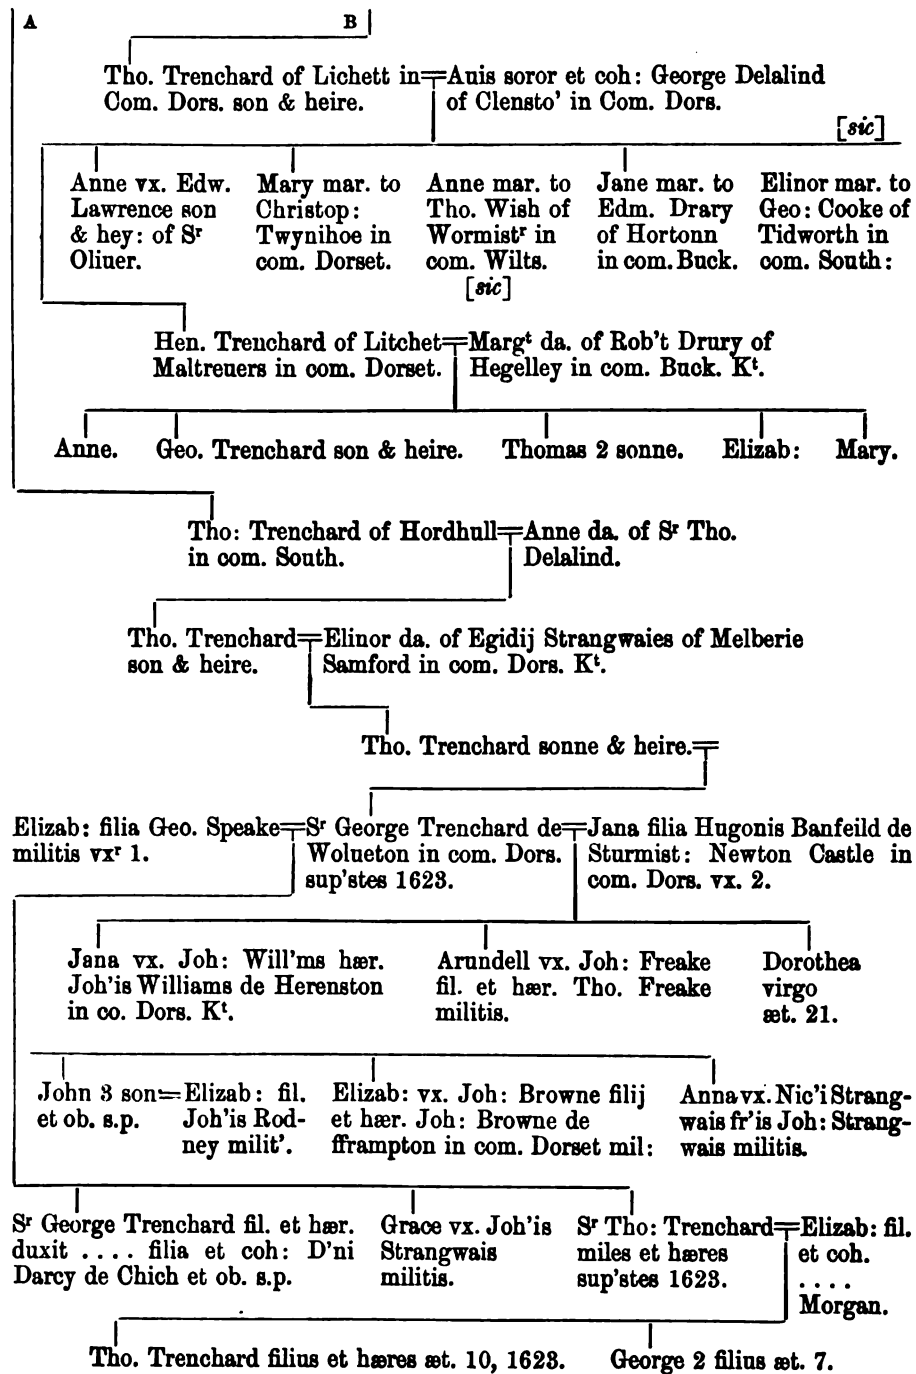 A B
Tho. Trenchard of Lichett in=Auis soror et coh: George Delalind
Com. Dors. son & heire. of Clensto' in Com. Dors.
[sic]
Anne vx. Edw. Mary mar. to Anne mar. to Jane mar. to Elinor mar. to
Lawrence son Christop: Tho. Wish of Edm. Drary Geo: Cooke of
& hey: of Sʳ Twynihoe in Wormistʳ in of Hortonn Tidworth in
Oliuer. com. Dorset. com. Wilts. in com. Buck. com. South:
[sic]
Hen. Trenchard of Litchet=Margᵗ da. of Rob't Drury of
Maltreuers in com. Dorset. Hegelley in com. Buck. Kᵗ.
Anne. Geo. Trenchard son & heire. Thomas 2 sonne. Elizab: Mary.
Tho: Trenchard of Hordhull=Anne da. of Sʳ Tho.
in com. South. Delalind.
Tho. Trenchard=Elinor da. of Egidij Strangwaies of Melberie
son & heire. Samford in com. Dors. Kᵗ.
Tho. Trenchard sonne & heire.=
Elizab: filia Geo. Speake=Sʳ George Trenchard de=Jana filia Hugonis Banfeild de
militis vxʳ 1. Wolueton in com. Dors. Sturmist: Newton Castle in
sup'stes 1623. com. Dors. vx. 2.
Jana vx. Joh: Will'ms hær. Arundell vx. Joh: Freake Dorothea
Joh'is Williams de Herenston fil. et hær. Tho. Freake virgo
in co. Dors. Kᵗ. militis. æt. 21.
John 3 son=Elizab: fil. Elizab: vx. Joh: Browne filij Anna vx. Nic'i Strang-
et ob. s.p. Joh'is Rod- et hær. Joh: Browne de wais fr'is Joh: Strang-
ney milit'. fframpton in com. Dorset mil: wais militis.
Sʳ George Trenchard fil. et hær. Grace vx. Joh'is Sʳ Tho: Trenchard=Elizab: fil.
duxit .... filia et coh: D'ni Strangwais miles et hæres et coh.
Darcy de Chich et ob. s.p. militis. sup'stes 1623. ....
Morgan.
Tho. Trenchard filius et hæres æt. 10, 1623. George 2 filius æt. 7.